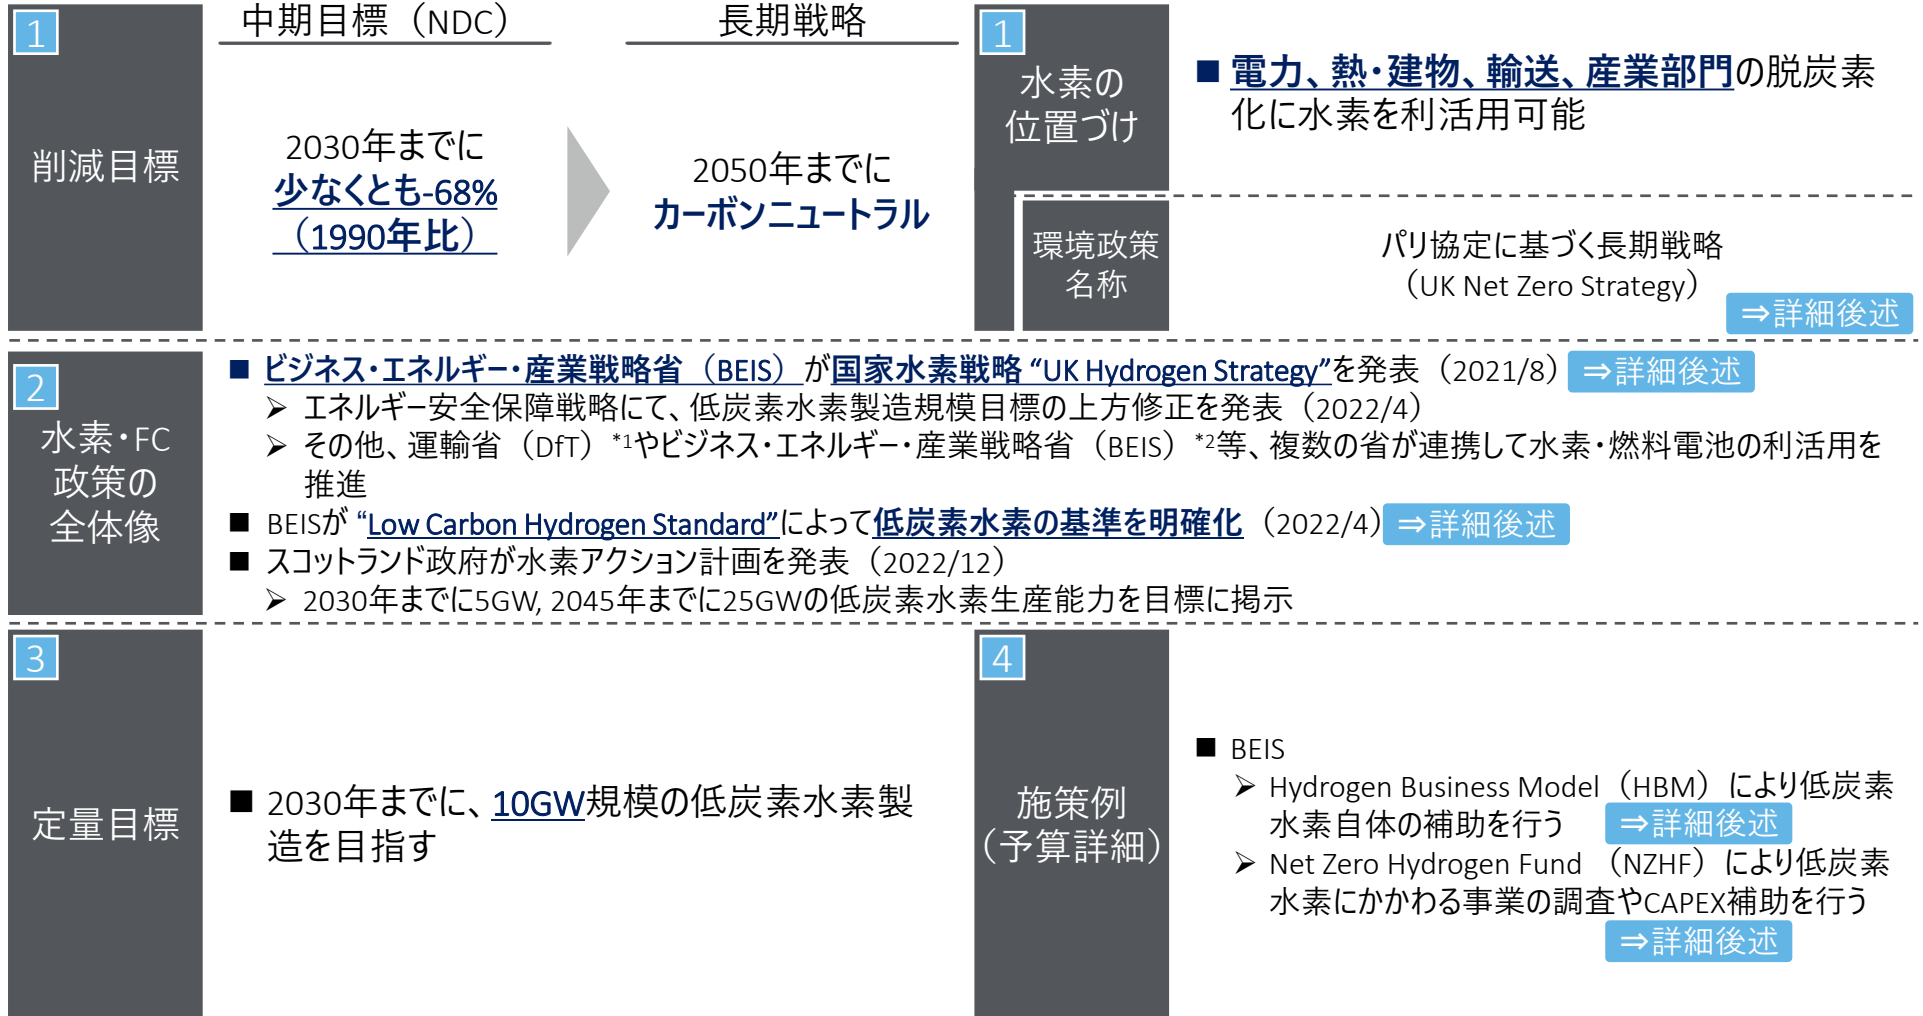 1
削減目標
中期目標（NDC）
長期戦略
2030年までに
少なくとも-68%
（1990年比）
2050年までに
カーボンニュートラル
1
水素の
位置づけ
■ 電力、熱・建物、輸送、産業部門の脱炭素
化に水素を利活用可能
環境政策
名称
パリ協定に基づく長期戦略
（UK Net Zero Strategy）
⇒詳細後述
2
水素・FC
政策の
全体像
■ ビジネス・エネルギー・産業戦略省（BEIS）が国家水素戦略 “UK Hydrogen Strategy”を発表（2021/8） ⇒詳細後述
➢ エネルギー安全保障戦略にて、低炭素水素製造規模目標の上方修正を発表（2022/4）
➢ その他、運輸省（DfT）*1やビジネス・エネルギー・産業戦略省（BEIS）*2等、複数の省が連携して水素・燃料電池の利活用を
推進
■ BEISが “Low Carbon Hydrogen Standard”によって低炭素水素の基準を明確化（2022/4） ⇒詳細後述
■ スコットランド政府が水素アクション計画を発表（2022/12）
➢ 2030年までに5GW, 2045年までに25GWの低炭素水素生産能力を目標に掲示
3
定量目標
■ 2030年までに、10GW規模の低炭素水素製
造を目指す
4
施策例
（予算詳細）
■ BEIS
➢ Hydrogen Business Model（HBM）により低炭素
水素自体の補助を行う ⇒詳細後述
➢ Net Zero Hydrogen Fund （NZHF）により低炭素
水素にかかわる事業の調査やCAPEX補助を行う
⇒詳細後述